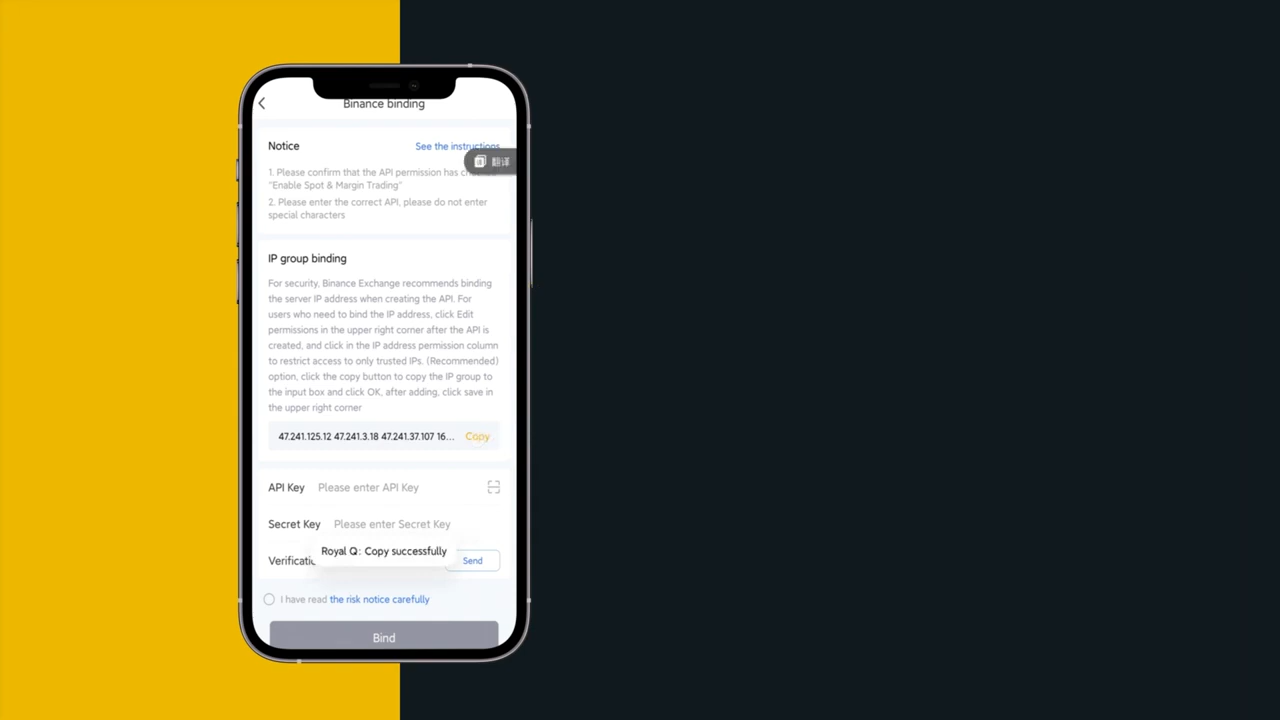 Binance binding
Notice
See the instructions
翻译
1. Please confirm that the API permission has
"Enable Spot & Margin Trading"
2. Please enter the correct API, please do not enter
special characters
IP group binding
For security, Binance Exchange recommends binding
the server IP address when creating the API. For
users who need to bind the IP address, click Edit
permissions in the upper right corner after the API is
created, and click in the IP address permission column
to restrict access to only trusted IPs. (Recommended)
option, click the copy button to copy the IP group to
the input box and click OK, after adding, click save in
the upper right corner
47.241.125.12 47.241.3.18 47.241.37.107 16... Copy
API Key Please enter API Key
Secret Key Please enter Secret Key
Royal Q: Copy successfully
Verificatic Send
I have read the risk notice carefully
Bind